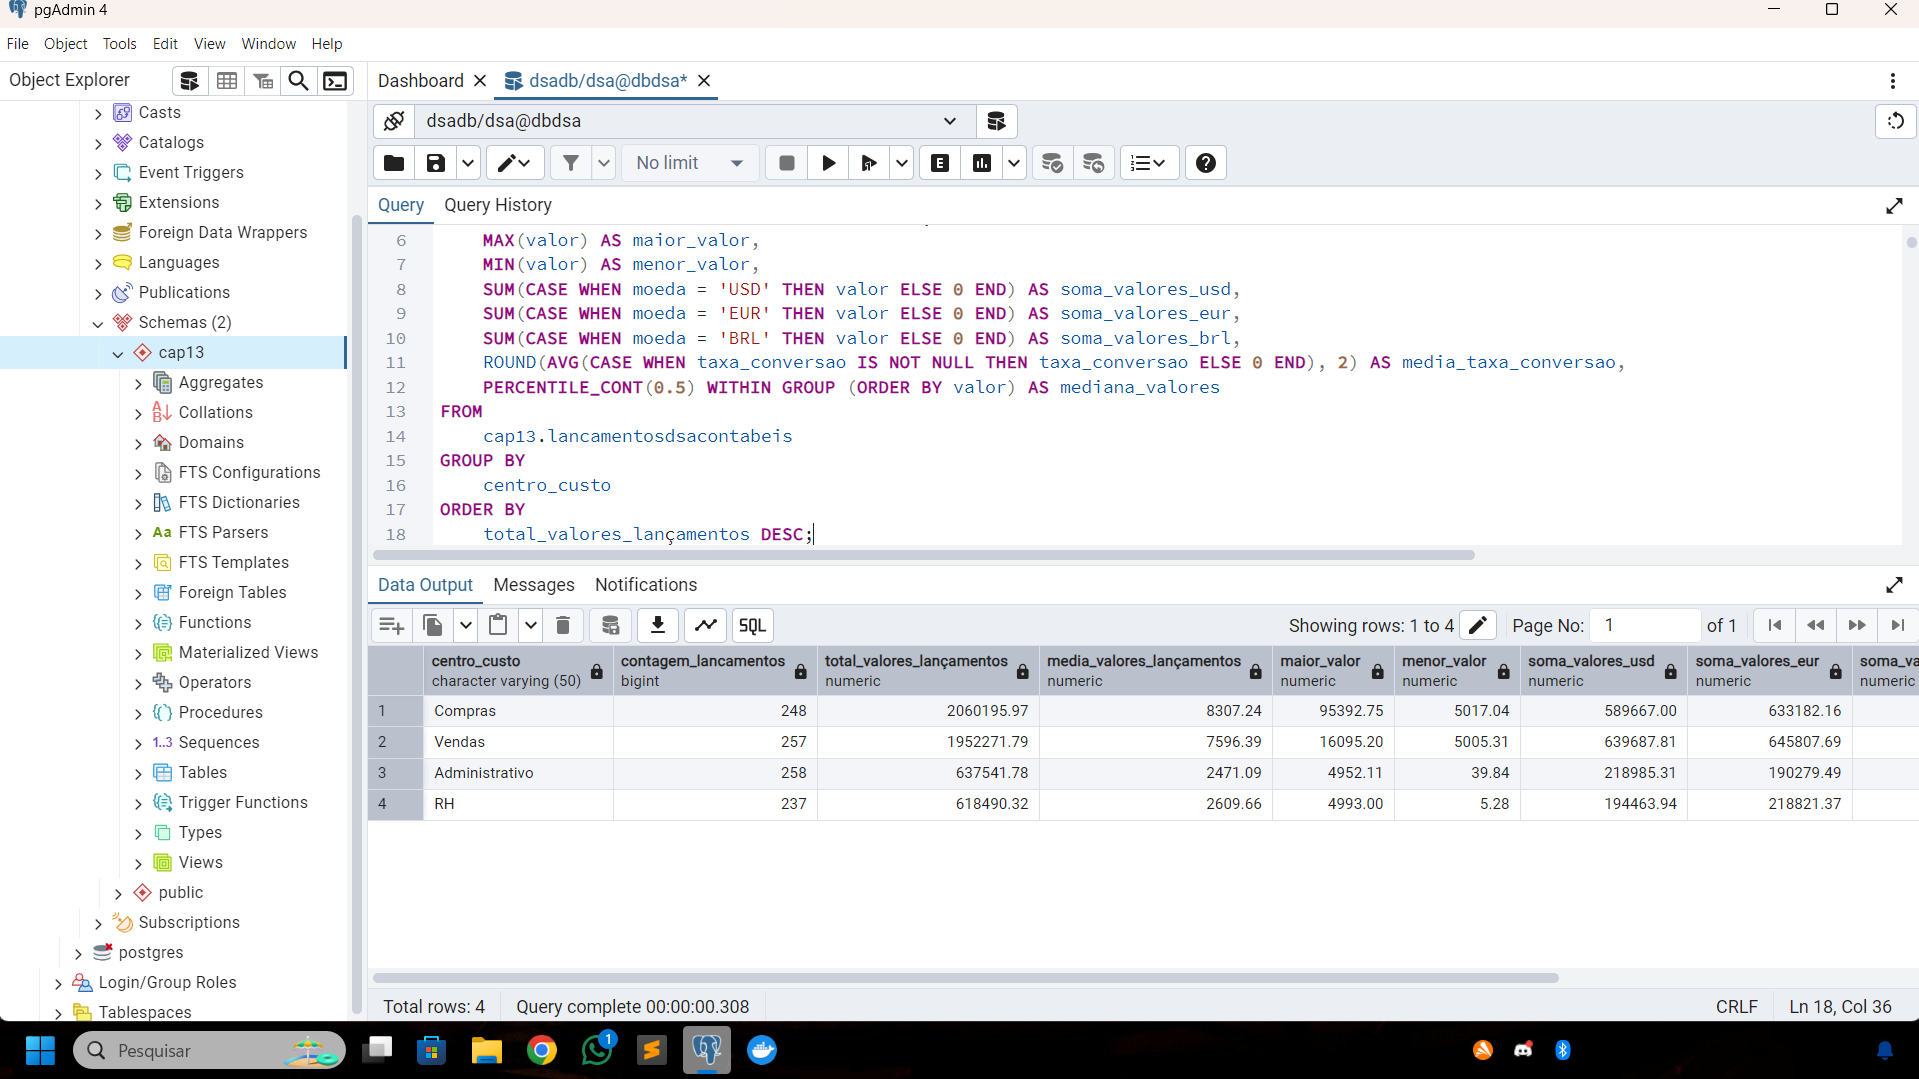 pgAdmin 4
File Object Tools Edit View Window Help
Object Explorer
Dashboard
dsadb/dsa@dbdsa*
dsadb/dsa@dbdsa
No limit
Query
Query History
Casts
Catalogs
Event Triggers
Extensions
Foreign Data Wrappers
Languages
Publications
Schemas (2)
cap13
Aggregates
Collations
Domains
FTS Configurations
FTS Dictionaries
Aa FTS Parsers
FTS Templates
Foreign Tables
Functions
Materialized Views
Operators
Procedures
1..3 Sequences
Tables
Trigger Functions
Types
Views
public
Subscriptions
postgres
Login/Group Roles
Tablespaces
6 MAX(valor) AS maior_valor,
7 MIN(valor) AS menor_valor,
8 SUM(CASE WHEN moeda = 'USD' THEN valor ELSE 0 END) AS soma_valores_usd,
9 SUM(CASE WHEN moeda = 'EUR' THEN valor ELSE 0 END) AS soma_valores_eur,
10 SUM(CASE WHEN moeda = 'BRL' THEN valor ELSE 0 END) AS soma_valores_brl,
11 ROUND(AVG(CASE WHEN taxa_conversao IS NOT NULL THEN taxa_conversao ELSE 0 END), 2) AS media_taxa_conversao,
12 PERCENTILE_CONT(0.5) WITHIN GROUP (ORDER BY valor) AS mediana_valores
13 FROM
14 cap13.lancamentosdsacontabeis
15 GROUP BY
16 centro_custo
17 ORDER BY
18 total_valores_lançamentos DESC;
Data Output Messages Notifications
SQL
Showing rows: 1 to 4
Page No: 1 of 1
centro_custo contagem_lancamentos total_valores_lançamentos media_valores_lançamentos maior_valor menor_valor soma_valores_usd soma_valores_eur soma_va
character varying (50) bigint numeric numeric numeric numeric numeric numeric numeric
1 Compras 248 2060195.97 8307.24 95392.75 5017.04 589667.00 633182.16
2 Vendas 257 1952271.79 7596.39 16095.20 5005.31 639687.81 645807.69
3 Administrativo 258 637541.78 2471.09 4952.11 39.84 218985.31 190279.49
4 RH 237 618490.32 2609.66 4993.00 5.28 194463.94 218821.37
Total rows: 4
Query complete 00:00:00.308
CRLF
Ln 18, Col 36
Pesquisar
1